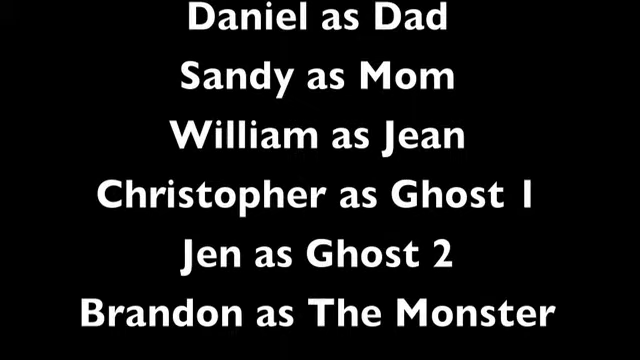 Daniel as Dad
Sandy as Mom
William as Jean
Christopher as Ghost 1
Jen as Ghost 2
Brandon as The Monster